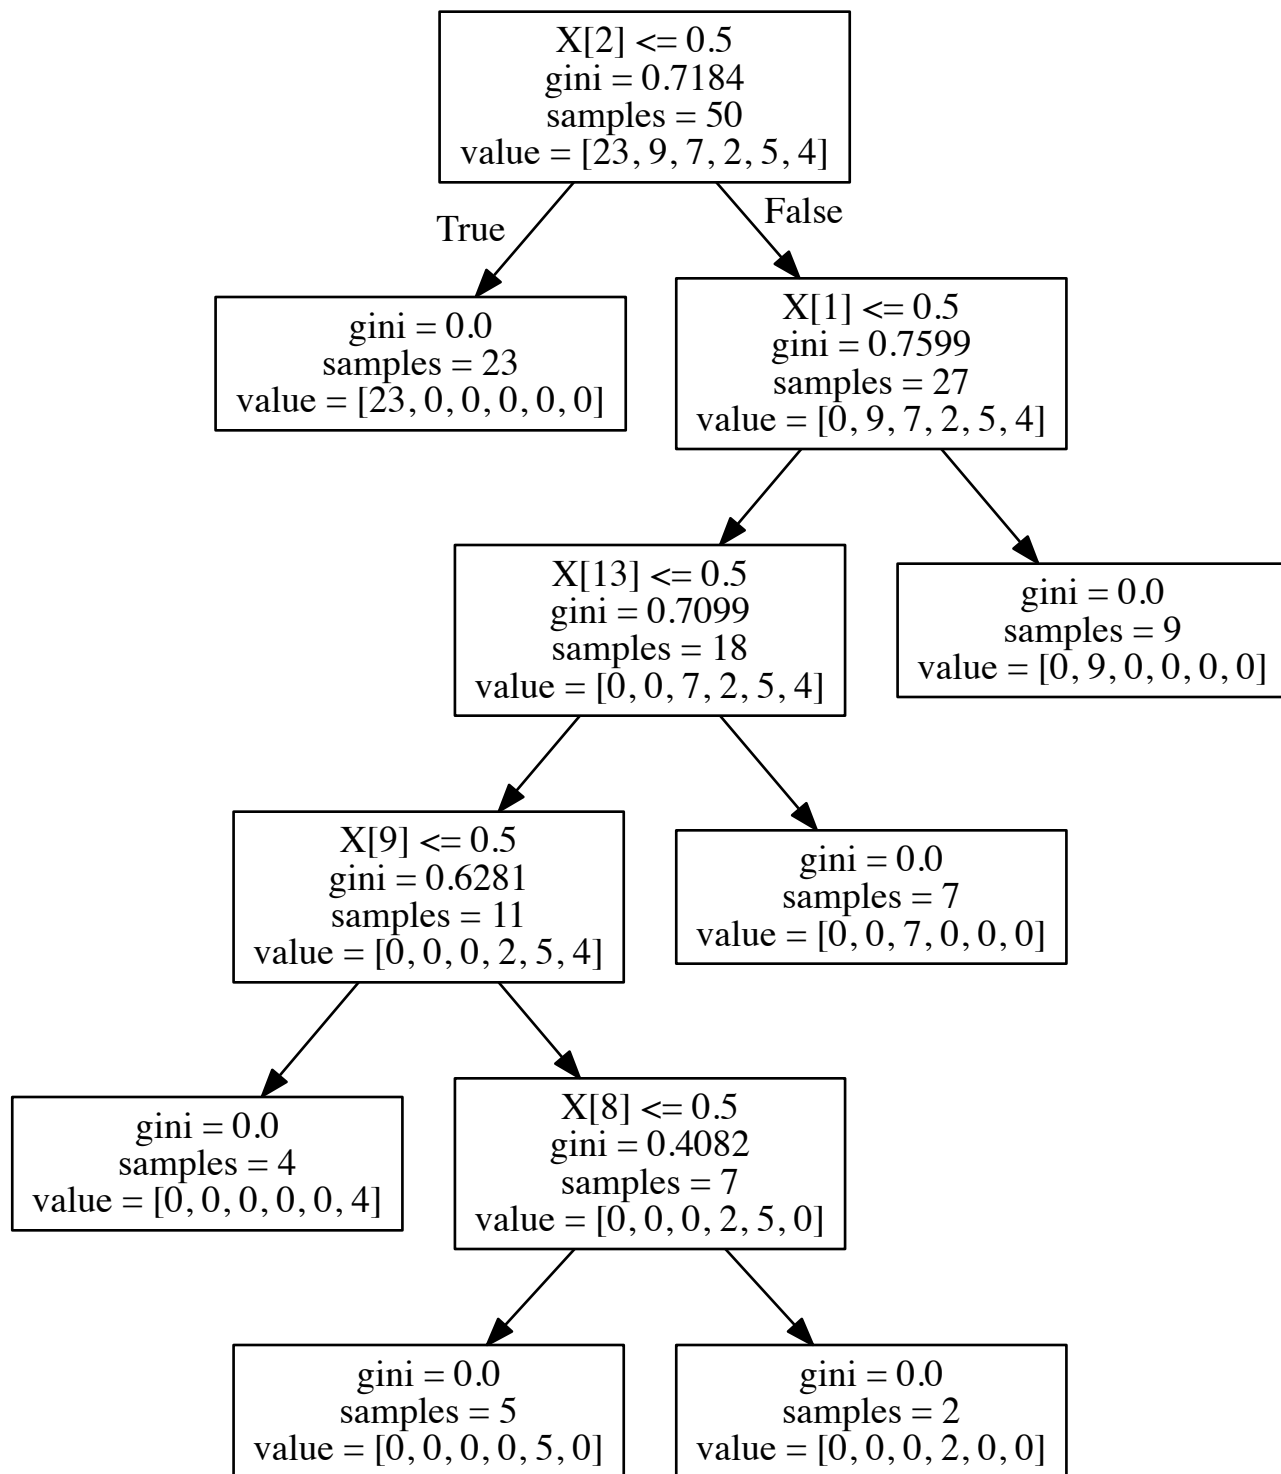 X[2] <= 0.5
gini = 0.7184
samples = 50
value = [23, 9, 7, 2, 5, 4]
True
False
gini = 0.0
samples = 23
value = [23, 0, 0, 0, 0, 0]
X[1] <= 0.5
gini = 0.7599
samples = 27
value = [0, 9, 7, 2, 5, 4]
X[13] <= 0.5
gini = 0.7099
samples = 18
value = [0, 0, 7, 2, 5, 4]
gini = 0.0
samples = 9
value = [0, 9, 0, 0, 0, 0]
X[9] <= 0.5
gini = 0.6281
samples = 11
value = [0, 0, 0, 2, 5, 4]
gini = 0.0
samples = 7
value = [0, 0, 7, 0, 0, 0]
gini = 0.0
samples = 4
value = [0, 0, 0, 0, 0, 4]
X[8] <= 0.5
gini = 0.4082
samples = 7
value = [0, 0, 0, 2, 5, 0]
gini = 0.0
samples = 5
value = [0, 0, 0, 0, 5, 0]
gini = 0.0
samples = 2
value = [0, 0, 0, 2, 0, 0]